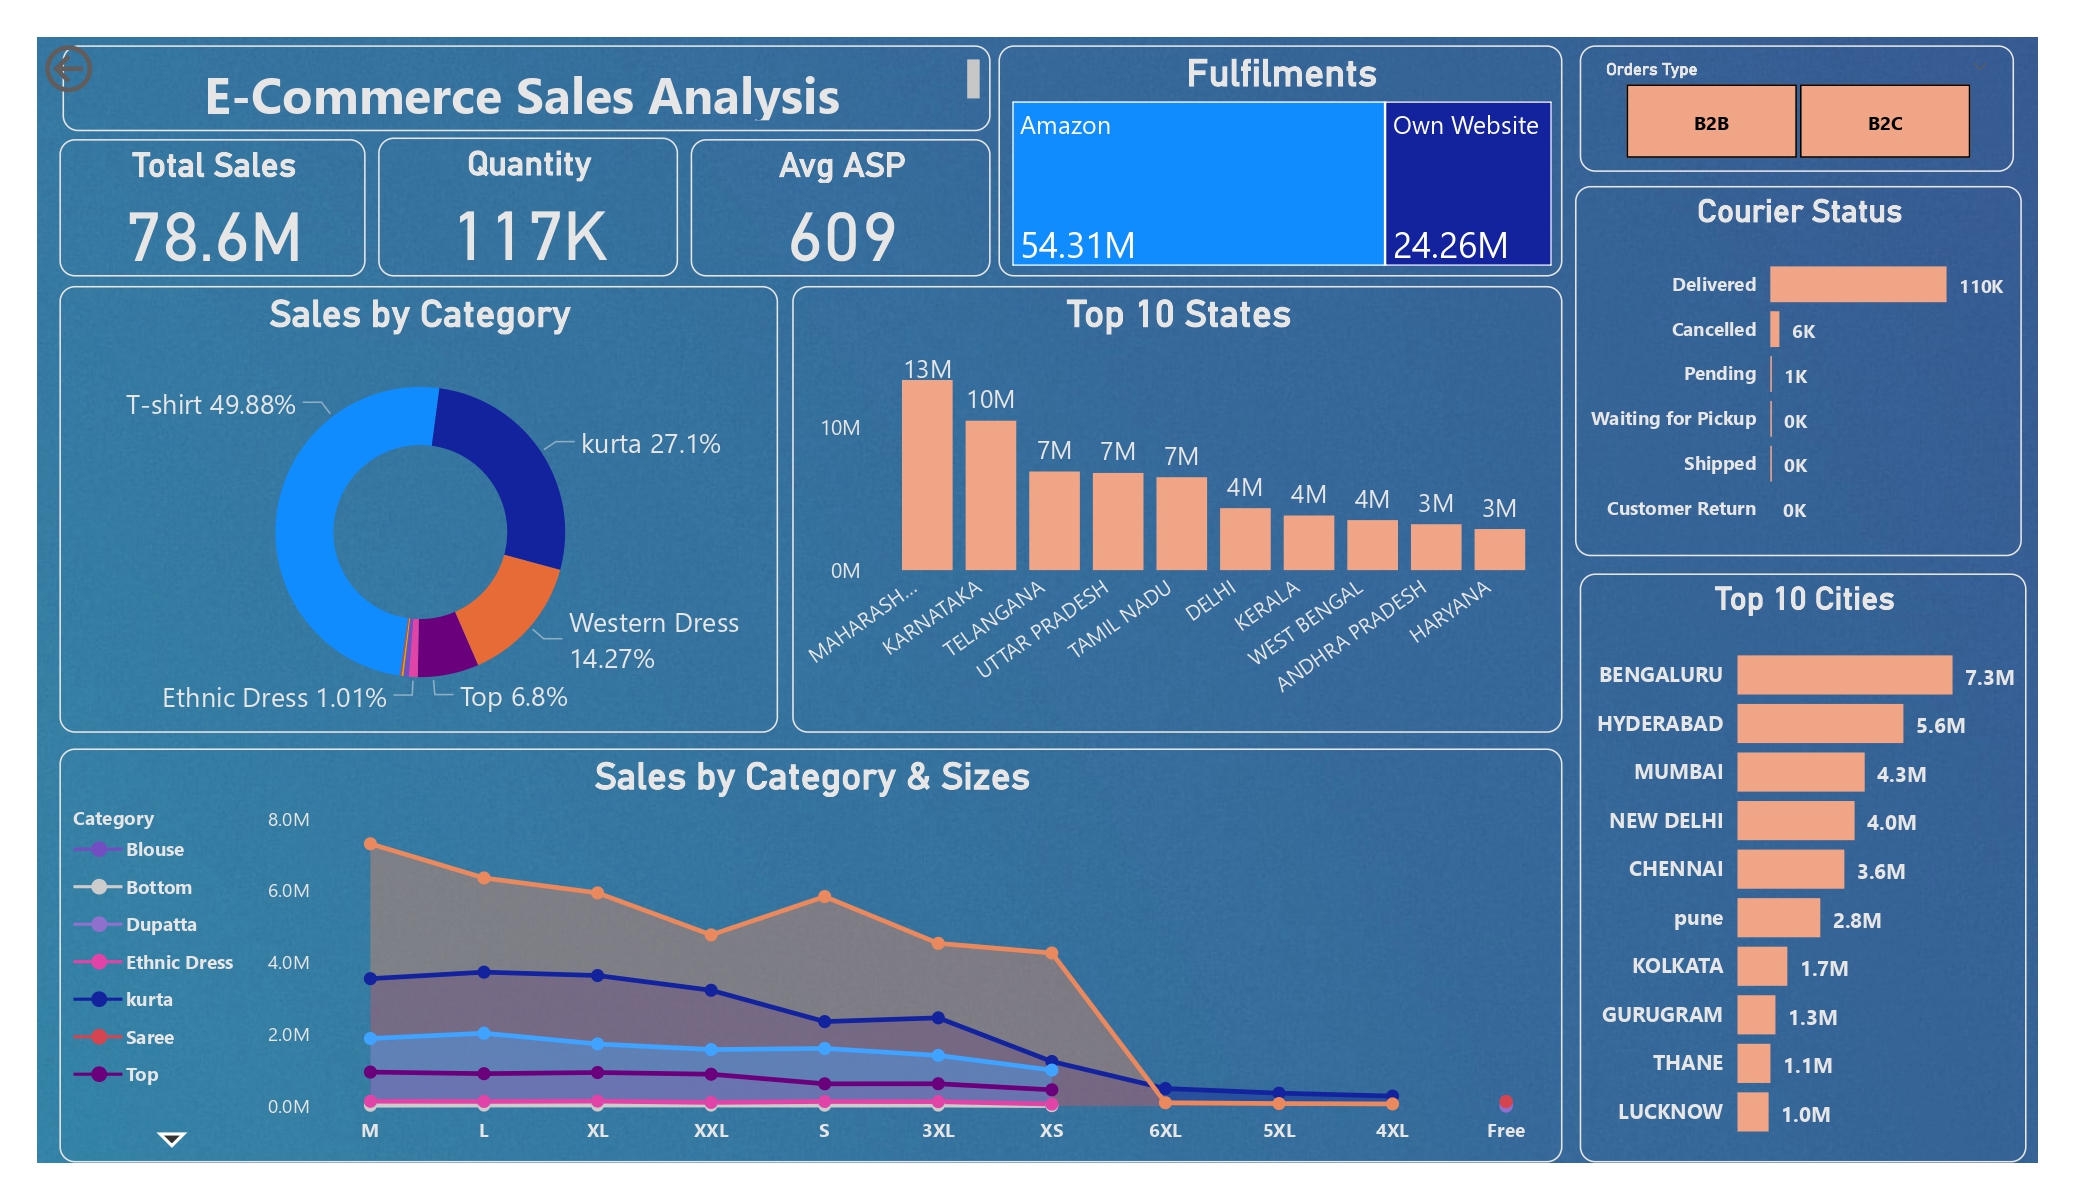 E-Commerce Sales Analysis
Total Sales
78.6M
Quantity
117K
Avg ASP
609
Fulfilments
Amazon
54.31M
Own Website
24.26M
Orders Type
B2B
B2C
Courier Status
Delivered 110K
Cancelled 6K
Pending 1K
Waiting for Pickup 0K
Shipped 0K
Customer Return 0K
Sales by Category
T-shirt 49.88%
kurta 27.1%
Western Dress
14.27%
Ethnic Dress 1.01%
Top 6.8%
Top 10 States
10M
0M
13M
10M
7M
7M
7M
4M
4M
4M
3M
3M
MAHARASH...
KARNATAKA
TELANGANA
UTTAR PRADESH
TAMIL NADU
DELHI
KERALA
WEST BENGAL
ANDHRA PRADESH
HARYANA
Top 10 Cities
BENGALURU 7.3M
HYDERABAD 5.6M
MUMBAI 4.3M
NEW DELHI 4.0M
CHENNAI 3.6M
pune 2.8M
KOLKATA 1.7M
GURUGRAM 1.3M
THANE 1.1M
LUCKNOW 1.0M
Sales by Category & Sizes
Category
Blouse
Bottom
Dupatta
Ethnic Dress
kurta
Saree
Top
8.0M
6.0M
4.0M
2.0M
0.0M
M L XL XXL S 3XL XS 6XL 5XL 4XL Free